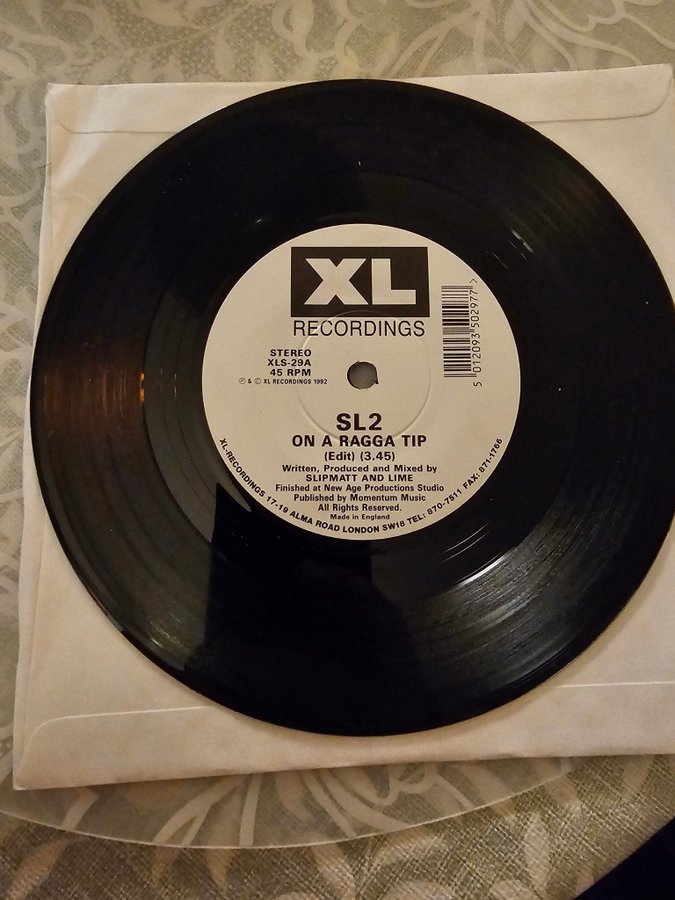 XL
RECORDINGS
STEREO
XLS-29A
45 RPM
℗ & © XL RECORDINGS 1992
5 012093 502977 >
SL2
ON A RAGGA TIP
(Edit) (3.45)
Written, Produced and Mixed by
SLIPMATT AND LIME
Finished at New Age Productions Studio
Published by Momentum Music
All Rights Reserved.
Made in England
XL-RECORDINGS 17-19 ALMA ROAD LONDON SW18 TEL: 870-7511 FAX: 871-1766